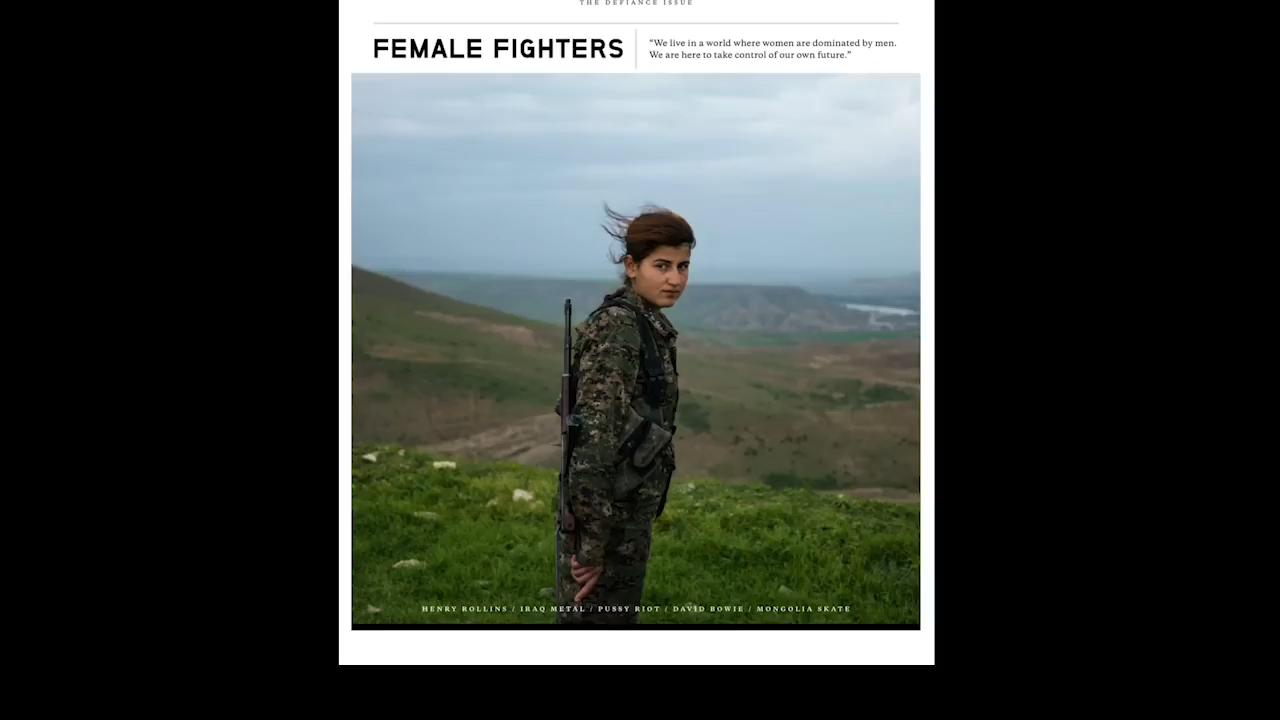 THE DEFIANCE ISSUE
FEMALE FIGHTERS
“We live in a world where women are dominated by men.
We are here to take control of our own future.”
HENRY ROLLINS / IRAQ METAL / PUSSY RIOT / DAVID BOWIE / MONGOLIA SKATE